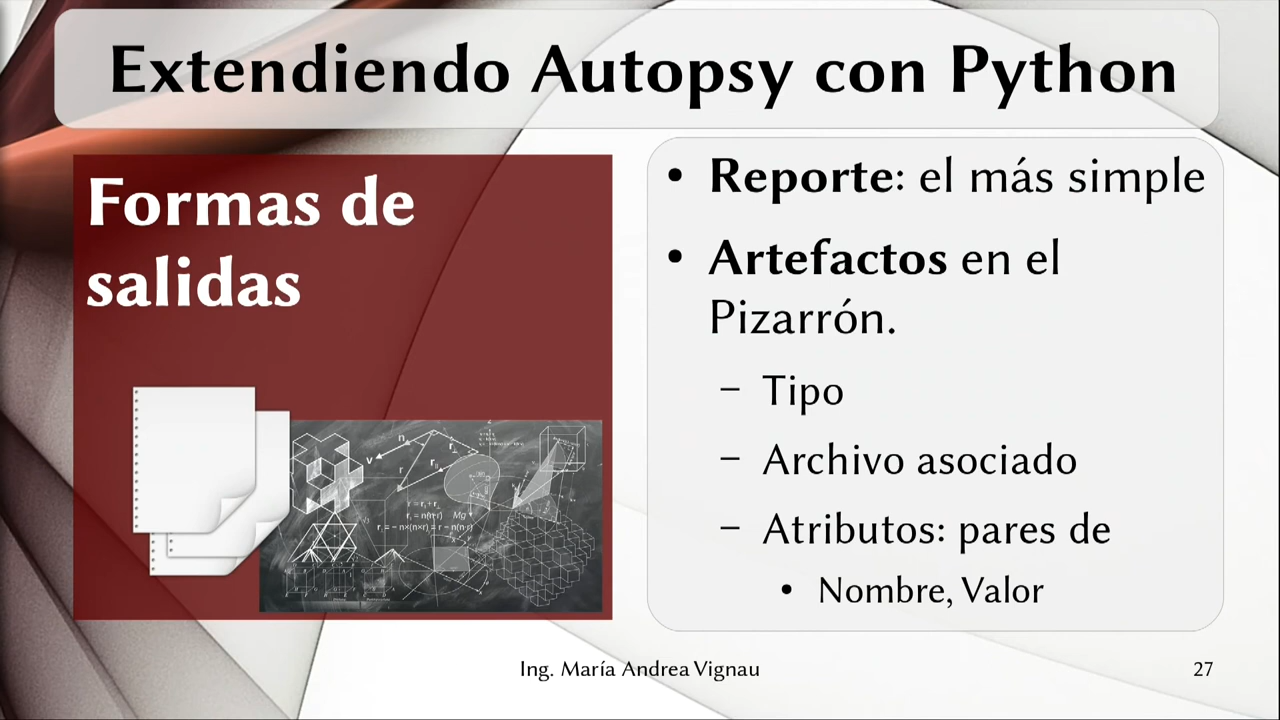 Extendiendo Autopsy con Python
Formas de
salidas
• Reporte: el más simple
• Artefactos en el
Pizarrón.
– Tipo
– Archivo asociado
– Atributos: pares de
• Nombre, Valor
n
v
r
Mg
Ing. María Andrea Vignau
27